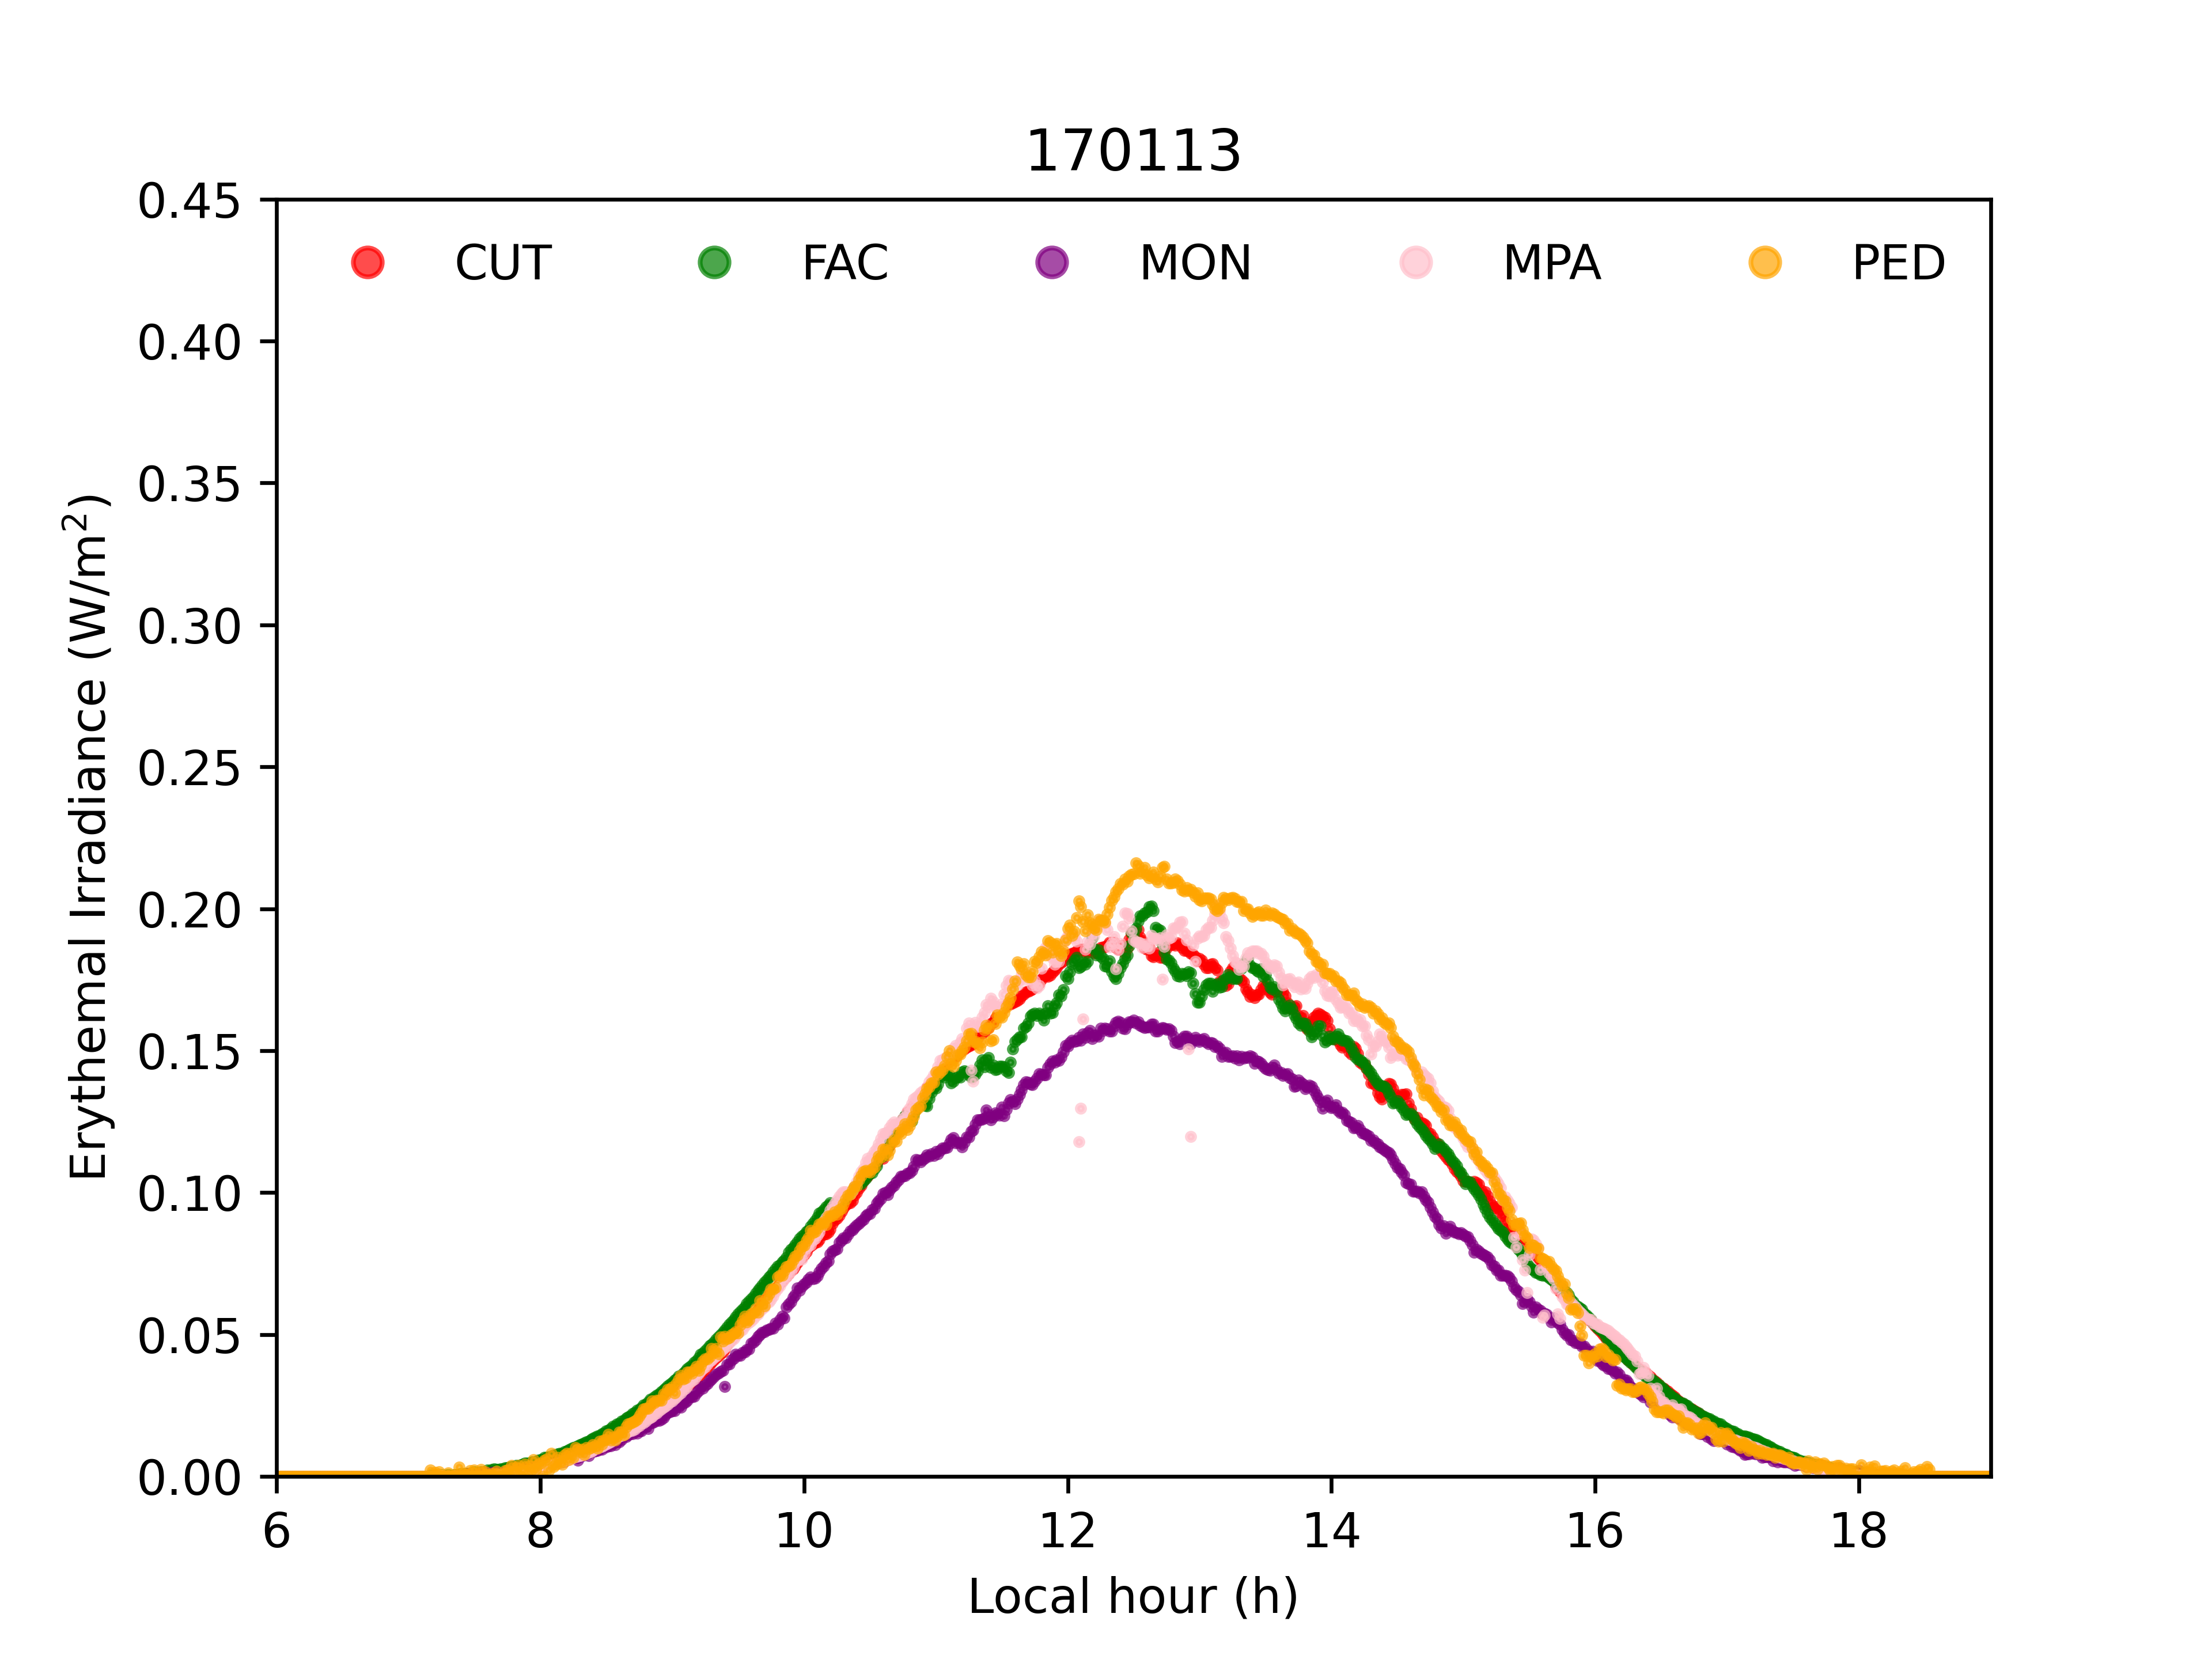 170113
CUT FAC MON MPA PED
0.45
0.40
0.35
0.30
0.25
0.20
0.15
0.10
0.05
0.00
Erythemal Irradiance (W/m²)
6 8 10 12 14 16 18
Local hour (h)